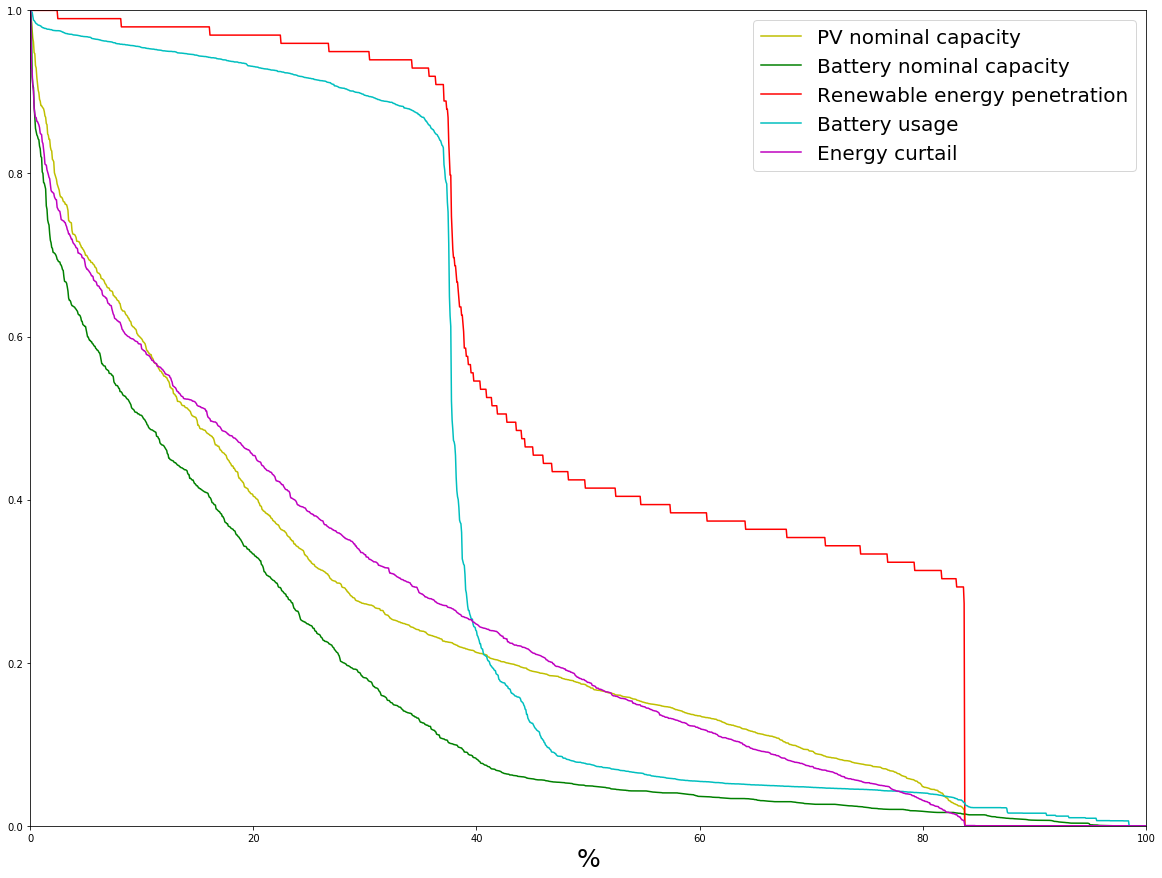 1.0
0.8
0.6
0.4
0.2
0.0
0 20 40 60 80 100
%
PV nominal capacity
Battery nominal capacity
Renewable energy penetration
Battery usage
Energy curtail